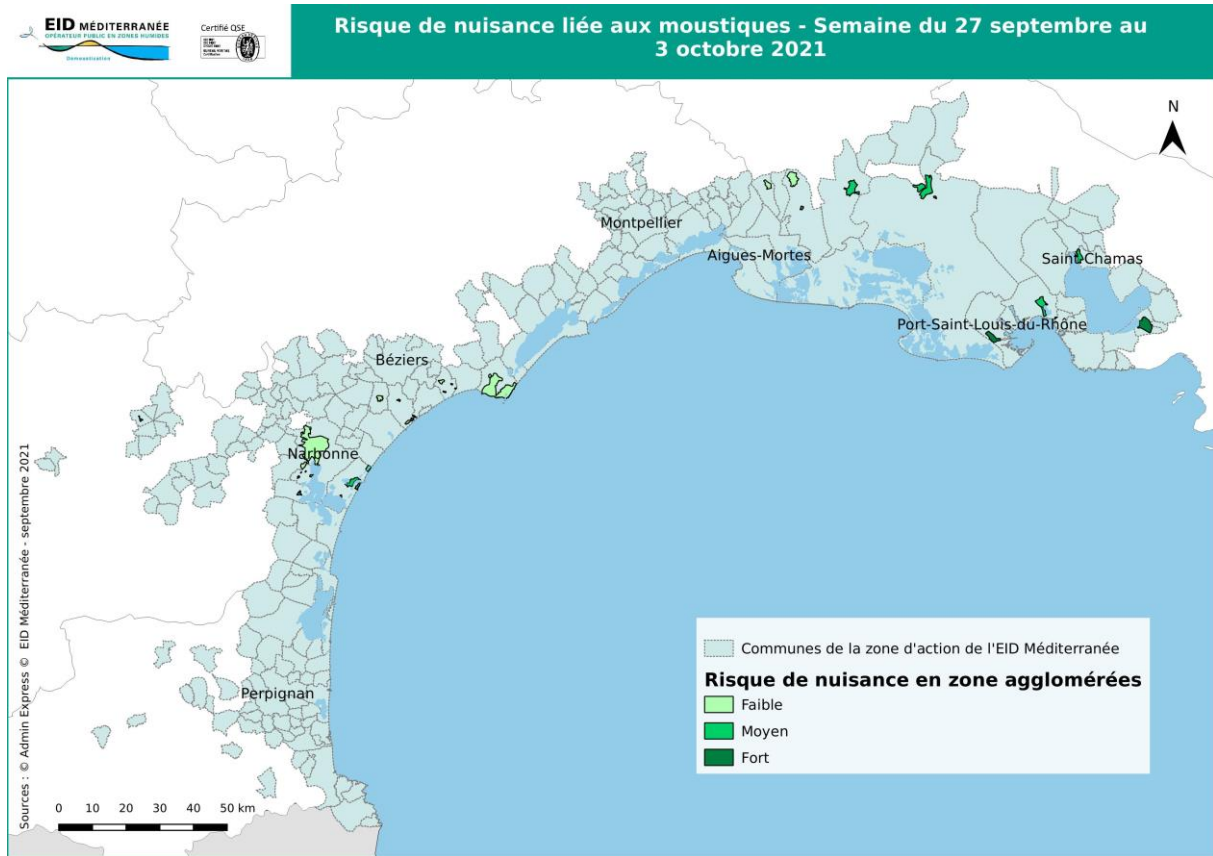 EID MÉDITERRANÉE
OPÉRATEUR PUBLIC EN ZONES HUMIDES
Démoustication
Certifié QSE
Risque de nuisance liée aux moustiques - Semaine du 27 septembre au
3 octobre 2021
N
Montpellier
Aigues-Mortes
Saint-Chamas
Port-Saint-Louis-du-Rhône
Béziers
Narbonne
Perpignan
Communes de la zone d'action de l'EID Méditerranée
Risque de nuisance en zone agglomérées
Faible
Moyen
Fort
0 10 20 30 40 50 km
Sources : © Admin Express © EID Méditerranée - septembre 2021